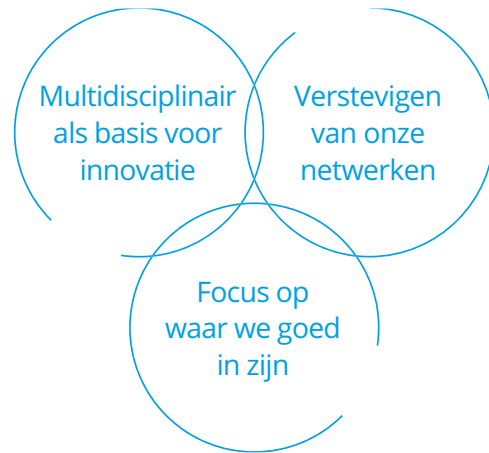 Multidisciplinair
als basis voor
innovatie
Verstevigen
van onze
netwerken
Focus op
waar we goed
in zijn